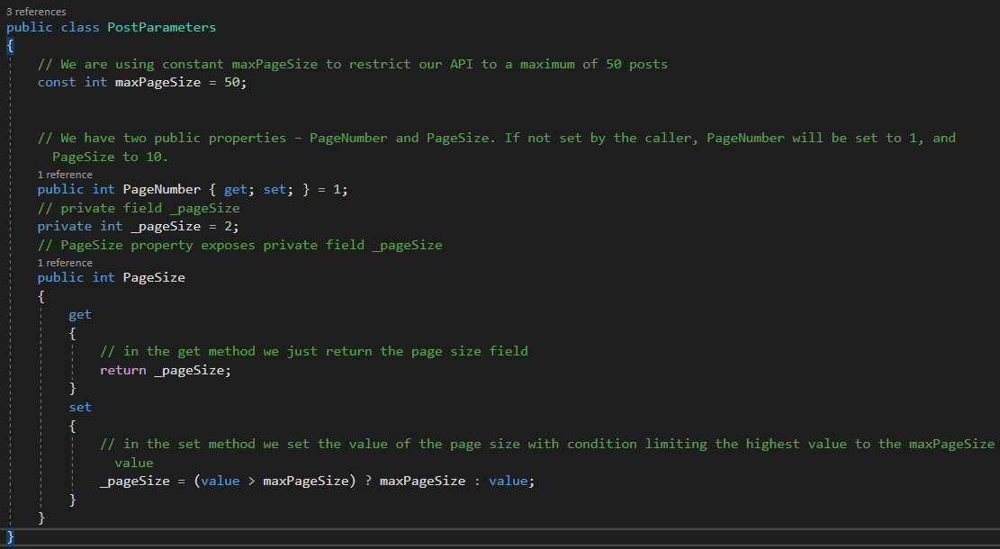 3 references
public class PostParameters
{
// We are using constant maxPageSize to restrict our API to a maximum of 50 posts
const int maxPageSize = 50;
// We have two public properties – PageNumber and PageSize. If not set by the caller, PageNumber will be set to 1, and
PageSize to 10.
1 reference
public int PageNumber { get; set; } = 1;
// private field _pageSize
private int _pageSize = 2;
// PageSize property exposes private field _pageSize
1 reference
public int PageSize
{
get
{
// in the get method we just return the page size field
return _pageSize;
}
set
{
// in the set method we set the value of the page size with condition limiting the highest value to the maxPageSize
value
_pageSize = (value > maxPageSize) ? maxPageSize : value;
}
}
}